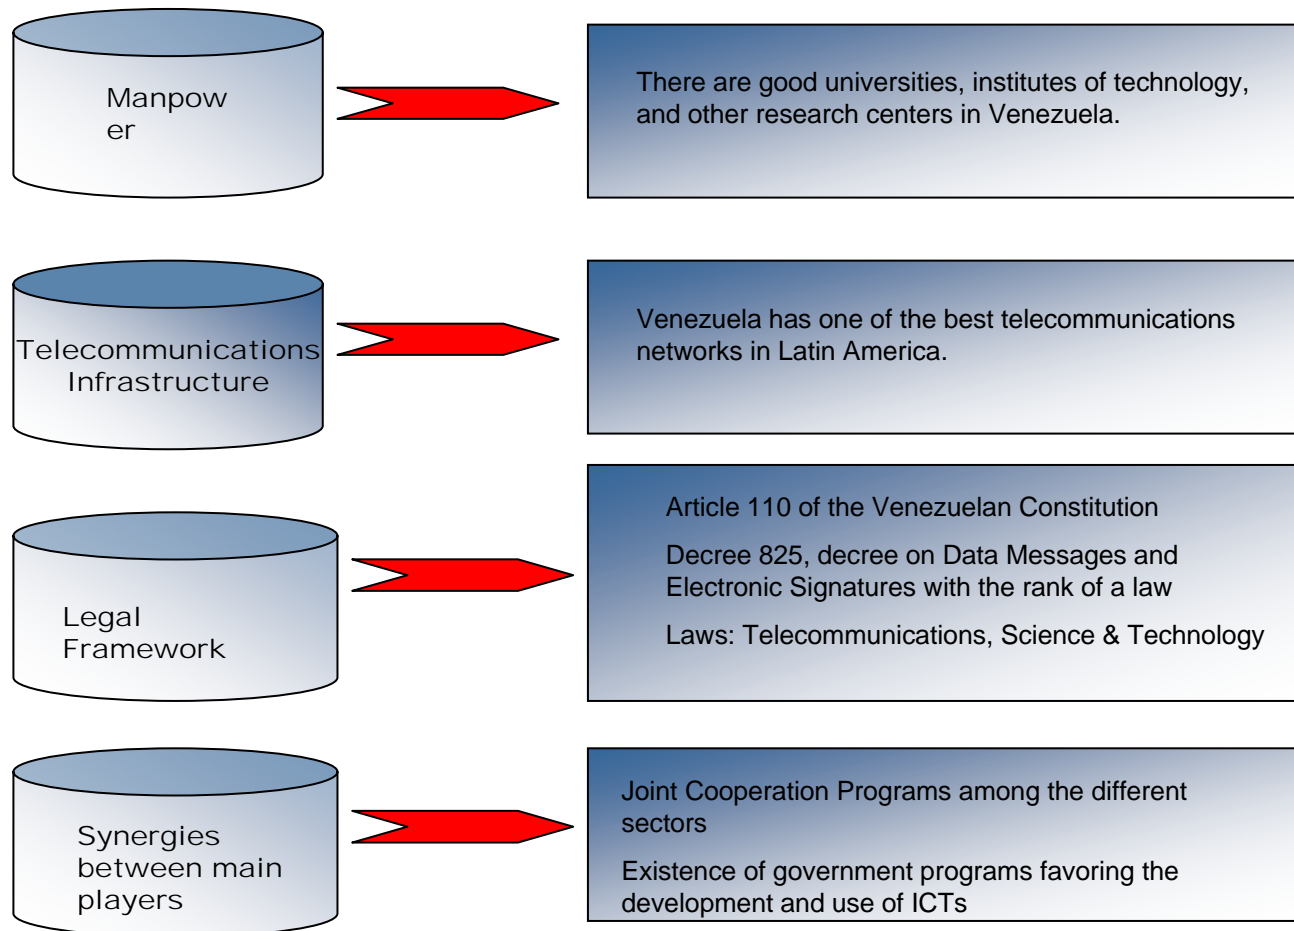 Manpow
er
There are good universities, institutes of technology,
and other research centers in Venezuela.
Telecommunications
Infrastructure
Venezuela has one of the best telecommunications
networks in Latin America.
Legal
Framework
Article 110 of the Venezuelan Constitution
Decree 825, decree on Data Messages and
Electronic Signatures with the rank of a law
Laws: Telecommunications, Science & Technology
Synergies
between main
players
Joint Cooperation Programs among the different
sectors
Existence of government programs favoring the
development and use of ICTs